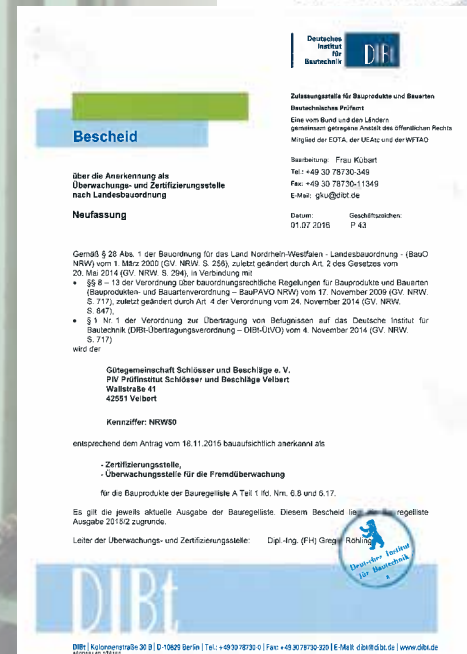 Deutsches
Institut
für
Bautechnik
DIBt
Zulassungsstelle für Bauprodukte und Bauarten
Bautechnisches Prüfamt
Eine vom Bund und den Ländern
gemeinsam getragene Anstalt des öffentlichen Rechts
Mitglied der EOTA, der UEAtc und der WFTAO
Bescheid
über die Anerkennung als
Überwachungs- und Zertifizierungsstelle
nach Landesbauordnung
Neufassung
Bearbeitung: Frau Kübart
Tel.: +49 30 78730-349
Fax: +49 30 78730-11349
E-Mail: gku@dibt.de
Datum: Geschäftszeichen:
01.07.2016 P 43
Gemäß § 28 Abs. 1 der Bauordnung für das Land Nordrhein-Westfalen - Landesbauordnung - (BauO
NRW) vom 1. März 2000 (GV. NRW. S. 256), zuletzt geändert durch Art. 2 des Gesetzes vom
20. Mai 2014 (GV. NRW. S. 294), in Verbindung mit
• §§ 8 – 13 der Verordnung über bauordnungsrechtliche Regelungen für Bauprodukte und Bauarten
(Bauprodukten- und Bauartenverordnung – BauPAVO NRW) vom 17. November 2009 (GV. NRW.
S. 717), zuletzt geändert durch Art. 4 der Verordnung vom 24. November 2014 (GV. NRW.
S. 847),
• § 1 Nr. 1 der Verordnung zur Übertragung von Befugnissen auf das Deutsche Institut für
Bautechnik (DIBt-Übertragungsverordnung – DIBt-ÜtVO) vom 4. November 2014 (GV. NRW.
S. 717)
wird der
Gütegemeinschaft Schlösser und Beschläge e. V.
PIV Prüfinstitut Schlösser und Beschläge Velbert
Wallstraße 41
42551 Velbert
Kennziffer: NRW50
entsprechend dem Antrag vom 18.11.2015 bauaufsichtlich anerkannt als
- Zertifizierungsstelle,
- Überwachungsstelle für die Fremdüberwachung
für die Bauprodukte der Bauregelliste A Teil 1 lfd. Nrn. 6.8 und 6.17.
Es gilt die jeweils aktuelle Ausgabe der Bauregelliste. Diesem Bescheid liegt die Bauregelliste
Ausgabe 2015/2 zugrunde.
Leiter der Überwachungs- und Zertifizierungsstelle: Dipl.-Ing. (FH) Gregor Röhling
Deutsches Institut
für Bautechnik
DIBt
DIBt | Kolonnenstraße 30 B | D-10829 Berlin | Tel.: +49 30 78730-0 | Fax: +49 30 78730-320 | E-Mail: dibt@dibt.de | www.dibt.de